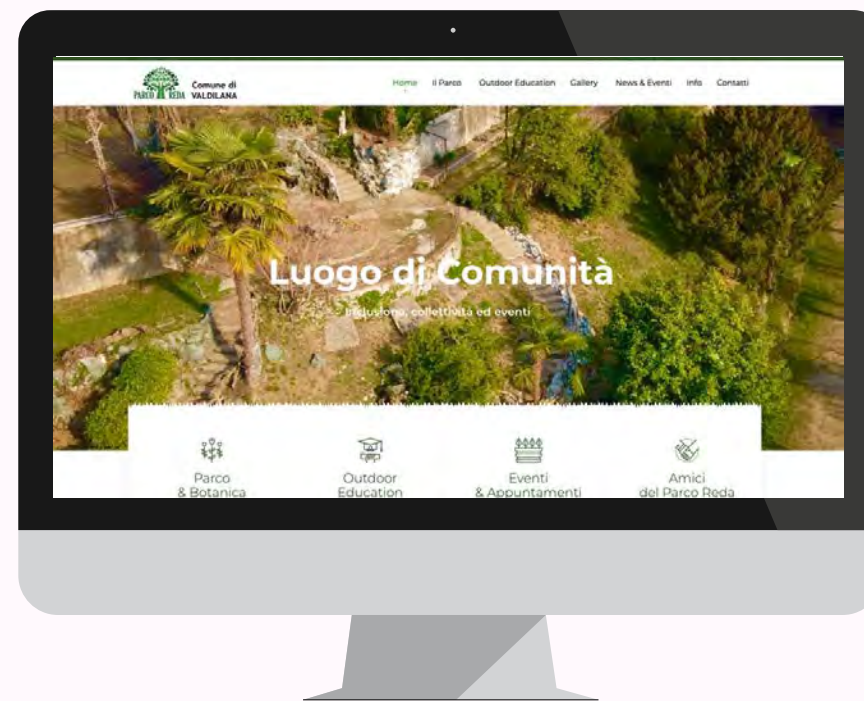 PARCO REDA
Comune di
VALDILANA
Home Il Parco Outdoor Education Gallery News & Eventi Info Contatti
Luogo di Comunità
Inclusione, collettività ed eventi
Parco
& Botanica
Outdoor
Education
Eventi
& Appuntamenti
Amici
del Parco Reda